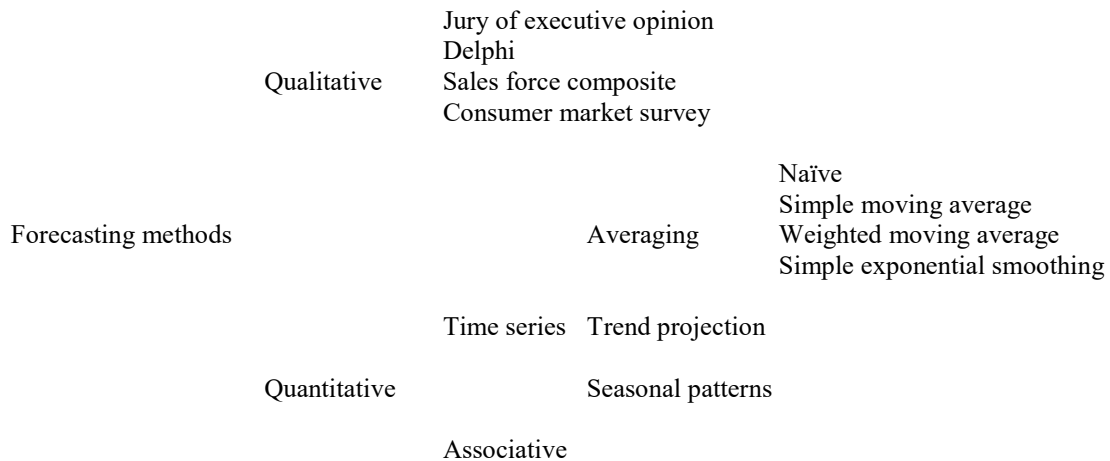 Jury of executive opinion
Delphi
Qualitative Sales force composite
Consumer market survey
Naïve
Simple moving average
Forecasting methods Averaging Weighted moving average
Simple exponential smoothing
Time series Trend projection
Quantitative Seasonal patterns
Associative